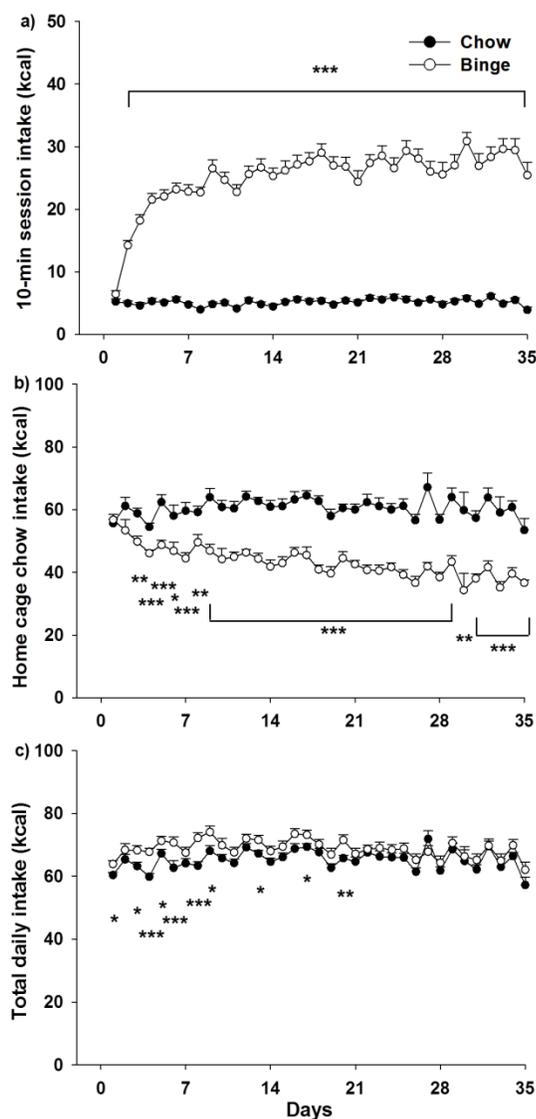 a)
50
40
30
20
10
0
10-min session intake (kcal)
Chow
Binge
***
0 7 14 21 28 35
b)
100
80
60
40
20
0
Home cage chow intake (kcal)
** *** ** ** ***
*** * ***
***
0 7 14 21 28 35
c)
100
80
60
40
20
0
Total daily intake (kcal)
* * * *** * * * **
*** ***
0 7 14 21 28 35
Days